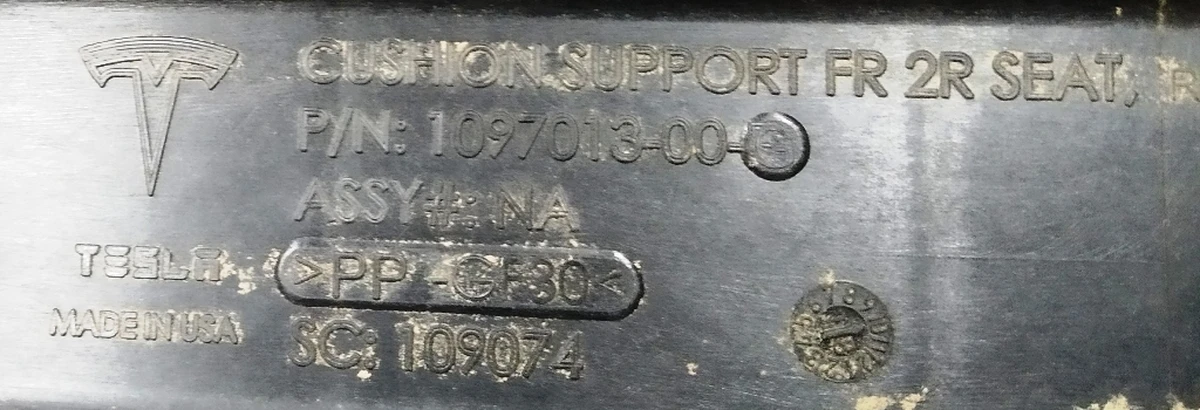 CUSHION SUPPORT FR 2R SEAT,
P/N: 1097013-00-G
ASSY#: NA
TESLA
>PP -GF30<
MADE IN USA
SC: 109074